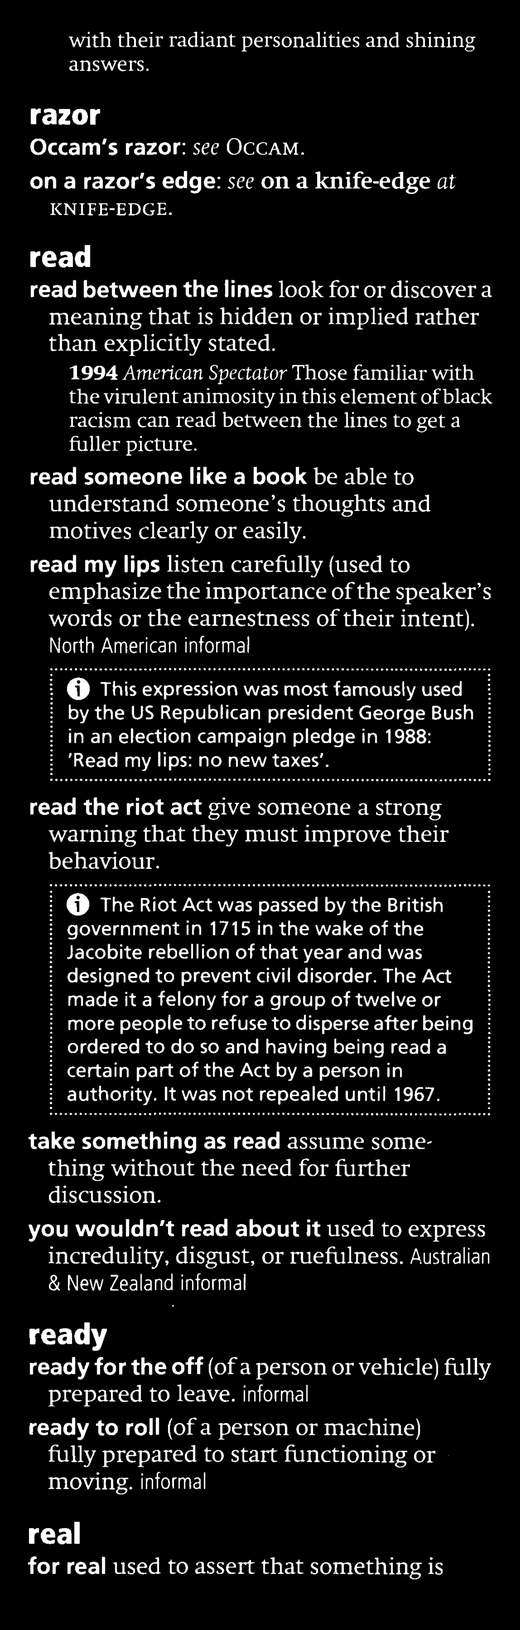 with their radiant personalities and shining
answers.
razor
Occam's razor: see OCCAM.
on a razor's edge: see on a knife-edge at
KNIFE-EDGE.
read
read between the lines look for or discover a
meaning that is hidden or implied rather
than explicitly stated.
1994 American Spectator Those familiar with
the virulent animosity in this element of black
racism can read between the lines to get a
fuller picture.
read someone like a book be able to
understand someone's thoughts and
motives clearly or easily.
read my lips listen carefully (used to
emphasize the importance of the speaker's
words or the earnestness of their intent).
North American informal
i This expression was most famously used
by the US Republican president George Bush
in an election campaign pledge in 1988:
'Read my lips: no new taxes'.
read the riot act give someone a strong
warning that they must improve their
behaviour.
i The Riot Act was passed by the British
government in 1715 in the wake of the
Jacobite rebellion of that year and was
designed to prevent civil disorder. The Act
made it a felony for a group of twelve or
more people to refuse to disperse after being
ordered to do so and having being read a
certain part of the Act by a person in
authority. It was not repealed until 1967.
take something as read assume some-
thing without the need for further
discussion.
you wouldn't read about it used to express
incredulity, disgust, or ruefulness. Australian
& New Zealand informal
ready
ready for the off (of a person or vehicle) fully
prepared to leave. informal
ready to roll (of a person or machine)
fully prepared to start functioning or
moving. informal
real
for real used to assert that something is